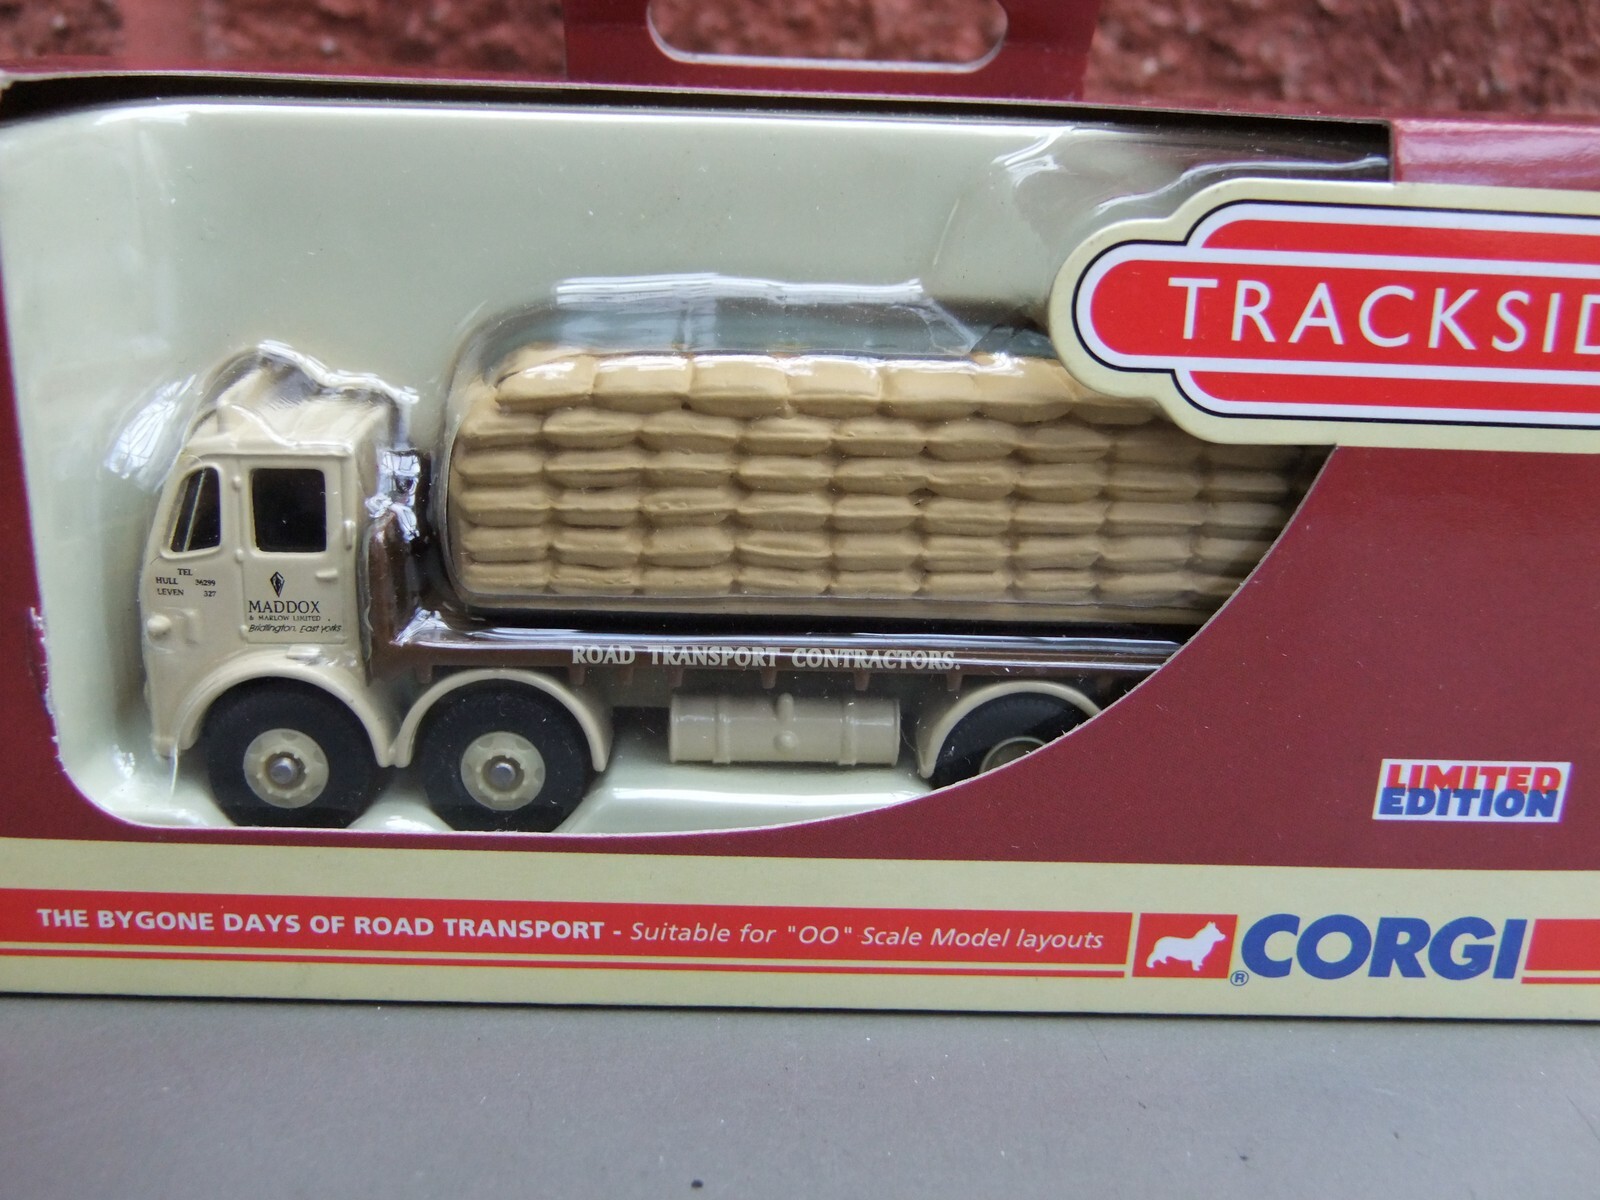 TRACKSID
TEL
HULL 36299
LEVEN 327
MADDOX
& MARLOW LIMITED.
Bridlington. East Yorks
ROAD TRANSPORT CONTRACTORS.
LIMITED
EDITION
THE BYGONE DAYS OF ROAD TRANSPORT - Suitable for "OO" Scale Model layouts
® CORGI